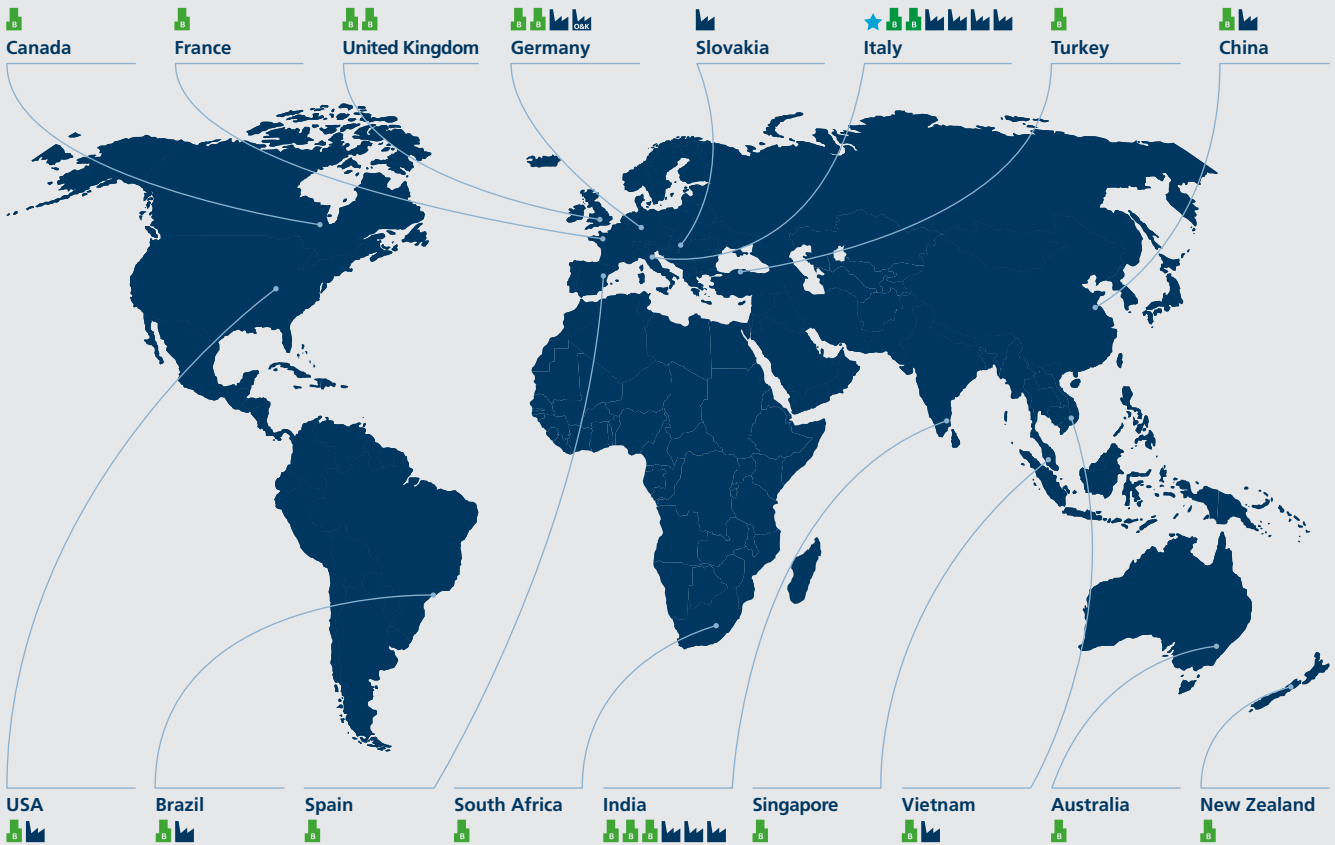 B B B B B B O&K B B B B
Canada France United Kingdom Germany Slovakia Italy Turkey China
USA Brazil Spain South Africa India Singapore Vietnam Australia New Zealand
B B B B B B B B B B B